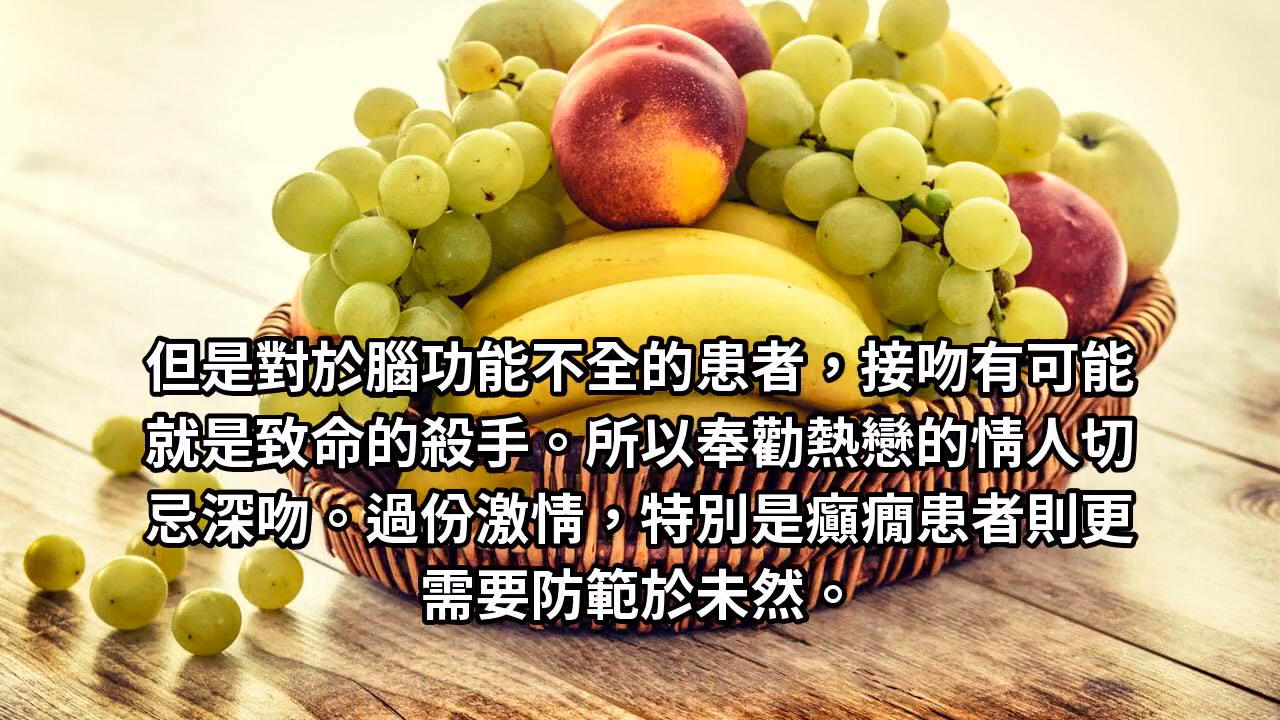 但是對於腦功能不全的患者，接吻有可能
就是致命的殺手。所以奉勸熱戀的情人切
忌深吻。過份激情，特別是癲癇患者則更
需要防範於未然。